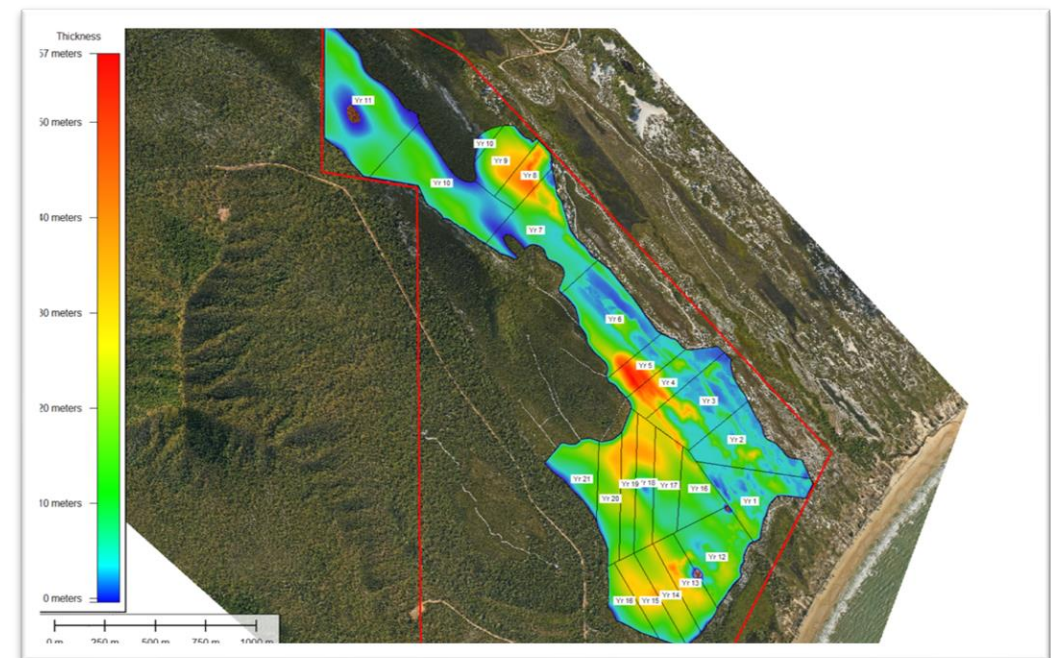 Thickness
57 meters
50 meters
40 meters
30 meters
20 meters
10 meters
0 meters
0 m 250 m 500 m 750 m 1000 m
Yr 11
Yr 10
Yr 9
Yr 8
Yr 10
Yr 7
Yr 6
Yr 5
Yr 4
Yr 3
Yr 2
Yr 21
Yr 19
Yr 18
Yr 17
Yr 16
Yr 20
Yr 1
Yr 12
Yr 13
Yr 14
Yr 15
Yr 16